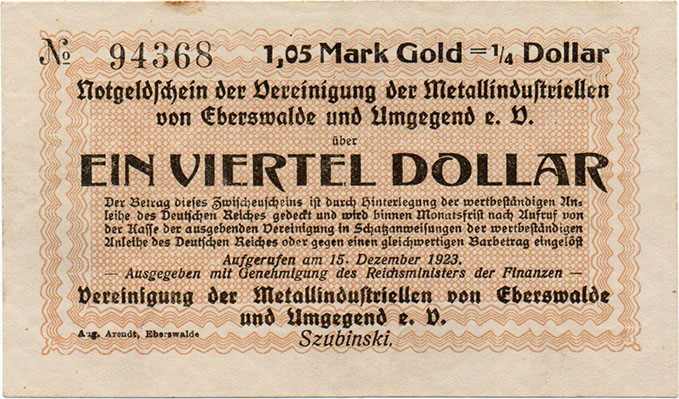 № 94368 1,05 Mark Gold = 1/4 Dollar
Notgeldschein der Vereinigung der Metallindustriellen
von Eberswalde und Umgegend e. V.
über
EIN VIERTEL DOLLAR
Der Betrag dieses Zwischenscheins ist durch Hinterlegung der wertbeständigen An-
leihe des Deutschen Reiches gedeckt und wird binnen Monatsfrist nach Aufruf von
der Kasse der ausgebenden Vereinigung in Schatzanweisungen der wertbeständigen
Anleihe des Deutschen Reiches oder gegen einen gleichwertigen Barbetrag eingelöst
Aufgerufen am 15. Dezember 1923.
— Ausgegeben mit Genehmigung des Reichsministers der Finanzen —
Vereinigung der Metallindustriellen von Eberswalde
und Umgegend e. V.
Aug. Arendt, Eberswalde
Szubinski.